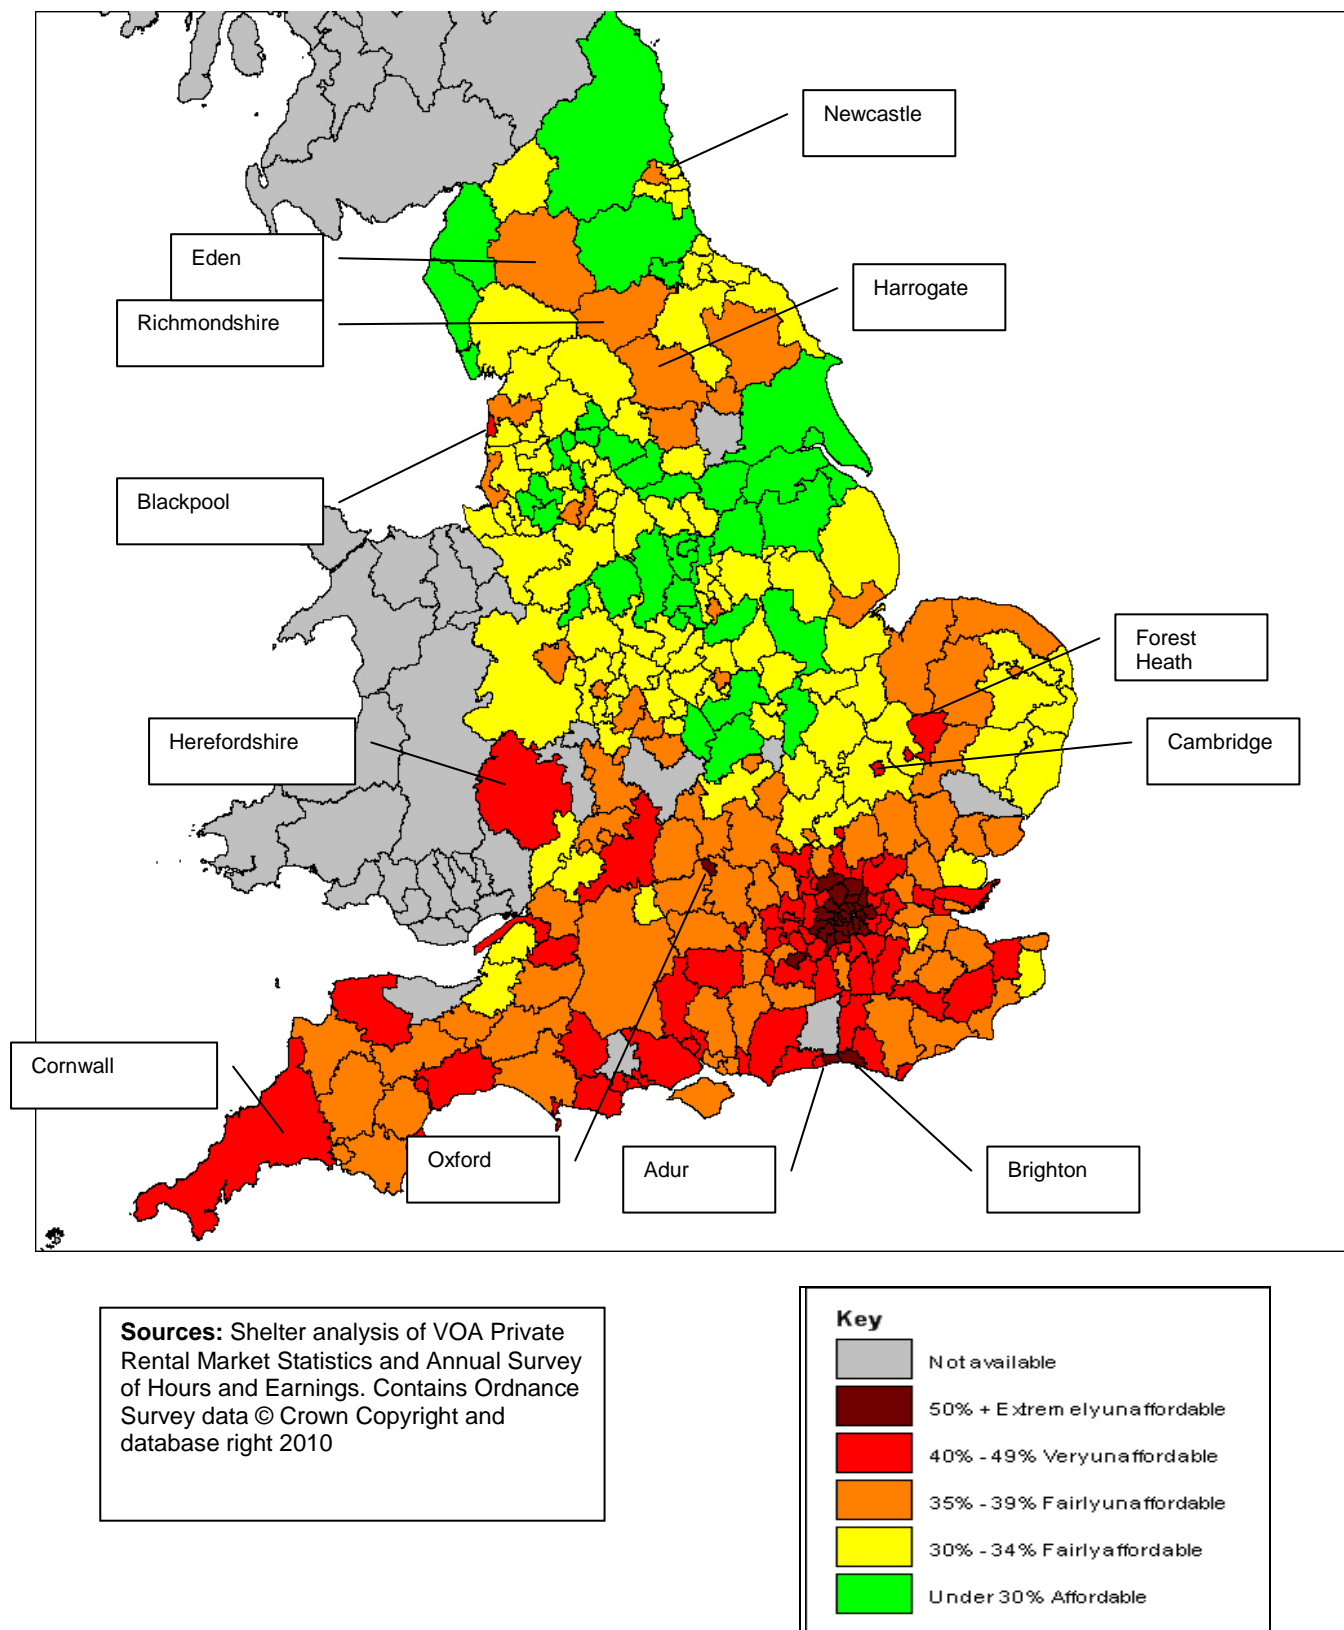 Newcastle
Eden
Harrogate
Richmondshire
Blackpool
Forest
Heath
Herefordshire
Cambridge
Cornwall
Oxford
Adur
Brighton
Sources: Shelter analysis of VOA Private
Rental Market Statistics and Annual Survey
of Hours and Earnings. Contains Ordnance
Survey data © Crown Copyright and
database right 2010
Key
Not available
50% + Extremely unaffordable
40% - 49% Very unaffordable
35% - 39% Fairly unaffordable
30% - 34% Fairly affordable
Under 30% Affordable